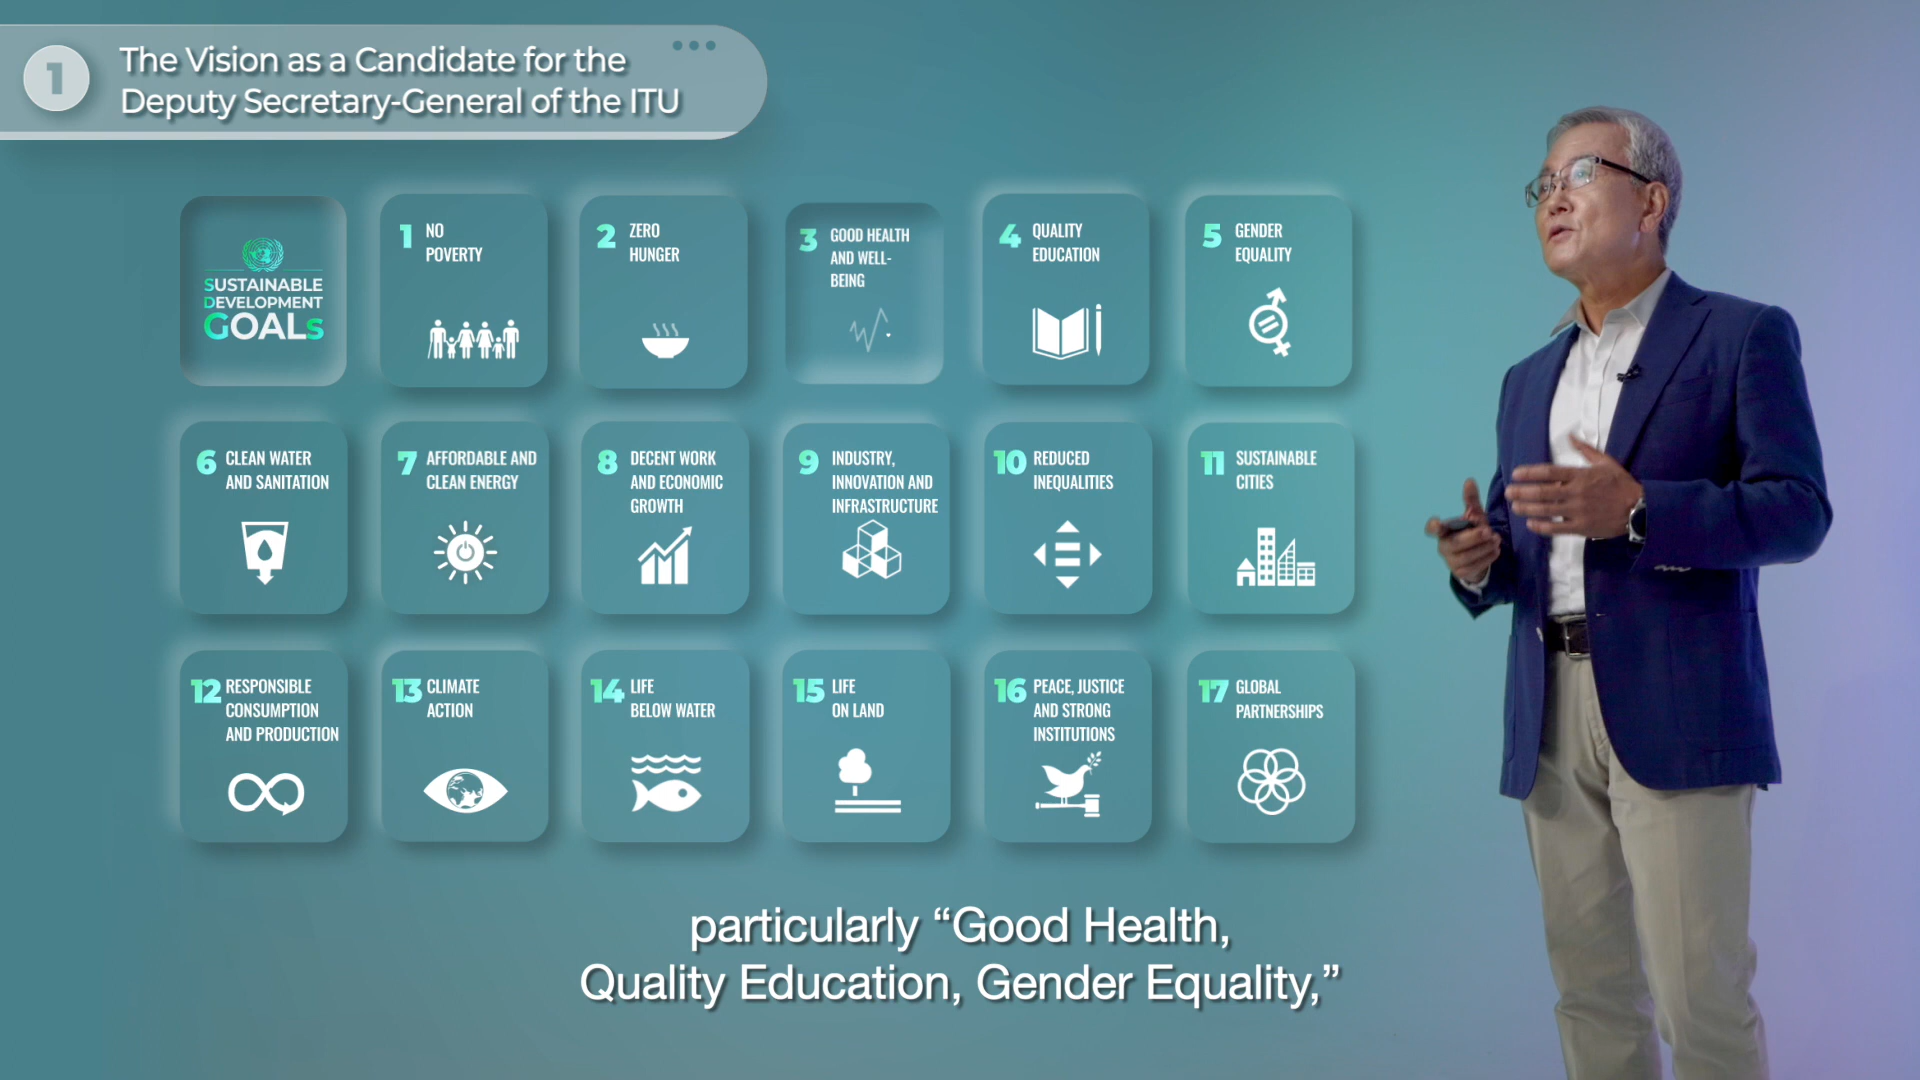 1
The Vision as a Candidate for the
Deputy Secretary-General of the ITU
SUSTAINABLE
DEVELOPMENT
GOALs
1 NO
POVERTY
2 ZERO
HUNGER
3 GOOD HEALTH
AND WELL-
BEING
4 QUALITY
EDUCATION
5 GENDER
EQUALITY
6 CLEAN WATER
AND SANITATION
7 AFFORDABLE AND
CLEAN ENERGY
8 DECENT WORK
AND ECONOMIC
GROWTH
9 INDUSTRY,
INNOVATION AND
INFRASTRUCTURE
10 REDUCED
INEQUALITIES
11 SUSTAINABLE
CITIES
12 RESPONSIBLE
CONSUMPTION
AND PRODUCTION
13 CLIMATE
ACTION
14 LIFE
BELOW WATER
15 LIFE
ON LAND
16 PEACE, JUSTICE
AND STRONG
INSTITUTIONS
17 GLOBAL
PARTNERSHIPS
particularly “Good Health,
Quality Education, Gender Equality,”